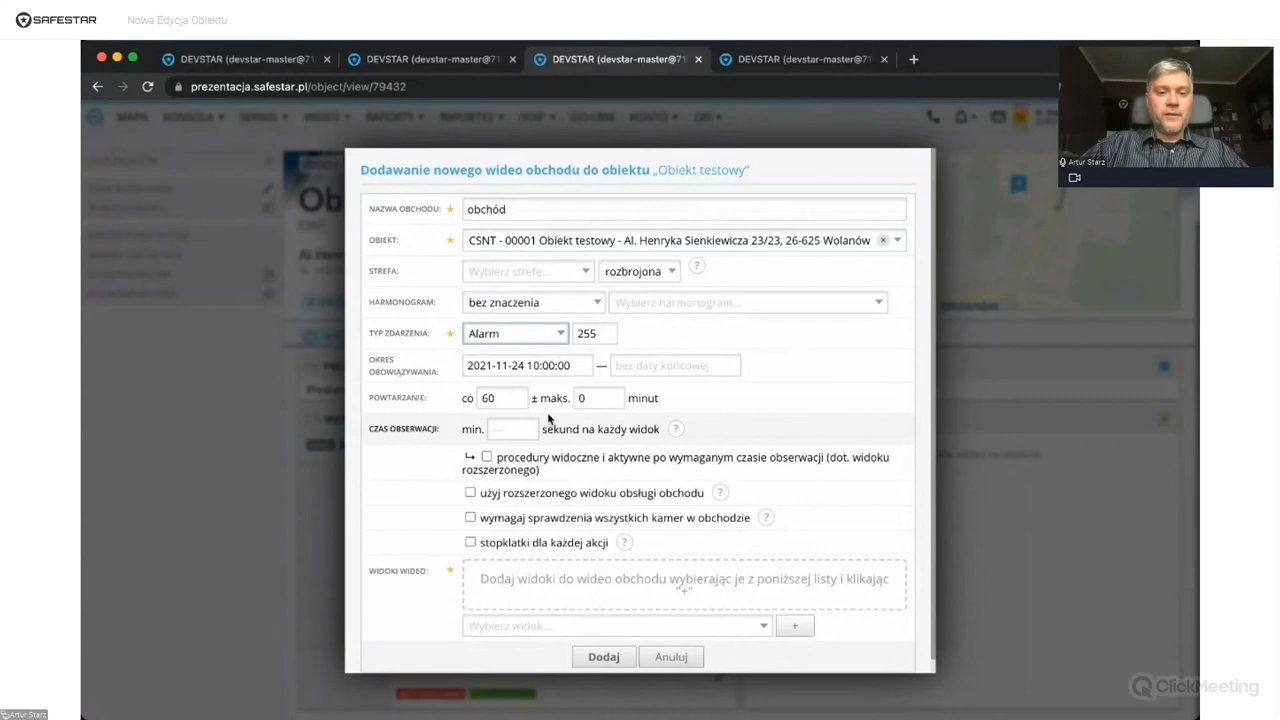 SAFESTAR
Nowa Edycja Obiektu
DEVSTAR (devstar-master@71
DEVSTAR (devstar-master@71
DEVSTAR (devstar-master@71
DEVSTAR (devstar-master@71
prezentacja.safestar.pl/object/view/79432
MAPA
Artur Starz
Dodawanie nowego wideo obchodu do obiektu „Obiekt testowy”
NAZWA OBCHODU: obchód
OBIEKT: CSNT - 00001 Obiekt testowy - Al. Henryka Sienkiewicza 23/23, 26-625 Wolanów
STREFA: Wybierz strefę... rozbrojona ?
HARMONOGRAM: bez znaczenia Wybierz harmonogram...
TYP ZDARZENIA: Alarm 255
OKRES
OBOWIĄZYWANIA: 2021-11-24 10:00:00 — bez daty końcowej
POWTARZANIE: co 60 ± maks. 0 minut
CZAS OBSERWACJI: min. --- sekund na każdy widok ?
procedury widoczne i aktywne po wymaganym czasie obserwacji (dot. widoku
rozszerzonego)
użyj rozszerzonego widoku obsługi obchodu ?
wymagaj sprawdzenia wszystkich kamer w obchodzie ?
stopklatki dla każdej akcji ?
WIDOKI WIDEO: Dodaj widoki do wideo obchodu wybierając je z poniższej listy i klikając
"+"
Wybierz widok... +
Dodaj Anuluj
ClickMeeting
Artur Starz